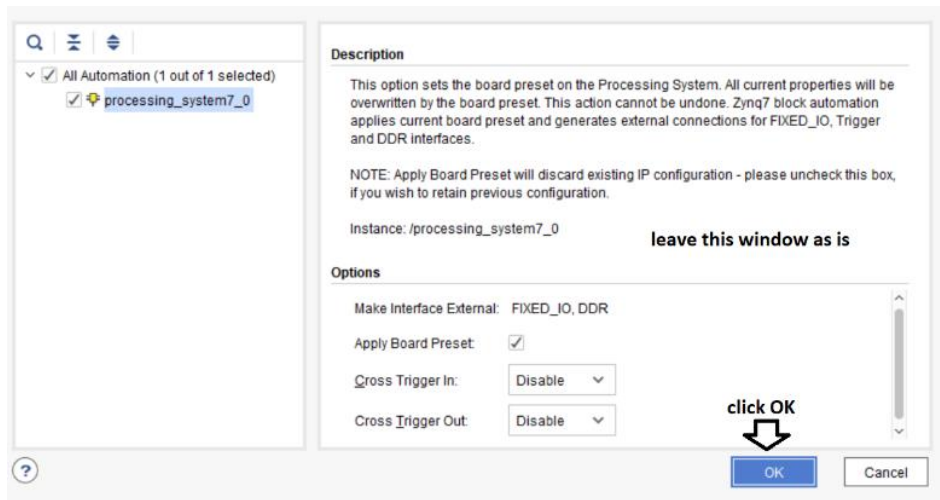 All Automation (1 out of 1 selected)
processing_system7_0
Description
This option sets the board preset on the Processing System. All current properties will be
overwritten by the board preset. This action cannot be undone. Zynq7 block automation
applies current board preset and generates external connections for FIXED_IO, Trigger
and DDR interfaces.
NOTE: Apply Board Preset will discard existing IP configuration - please uncheck this box,
if you wish to retain previous configuration.
Instance: /processing_system7_0
leave this window as is
Options
Make Interface External: FIXED_IO, DDR
Apply Board Preset:
Cross Trigger In: Disable
Cross Trigger Out: Disable
click OK
?
OK
Cancel